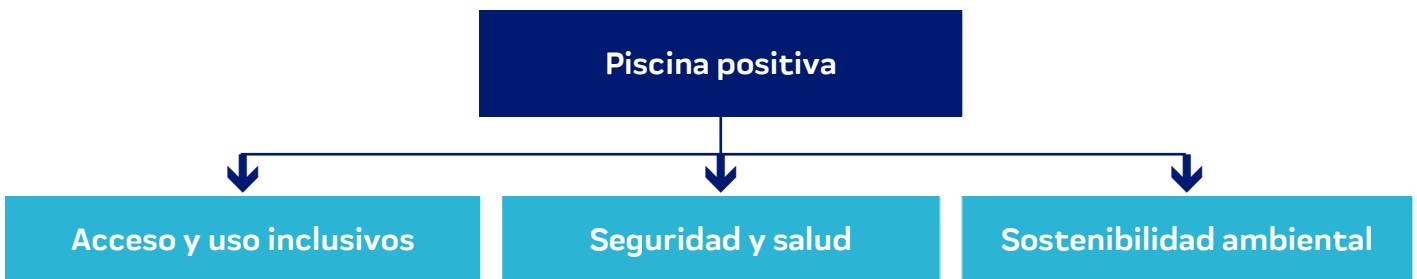 Piscina positiva
Acceso y uso inclusivos
Seguridad y salud
Sostenibilidad ambiental